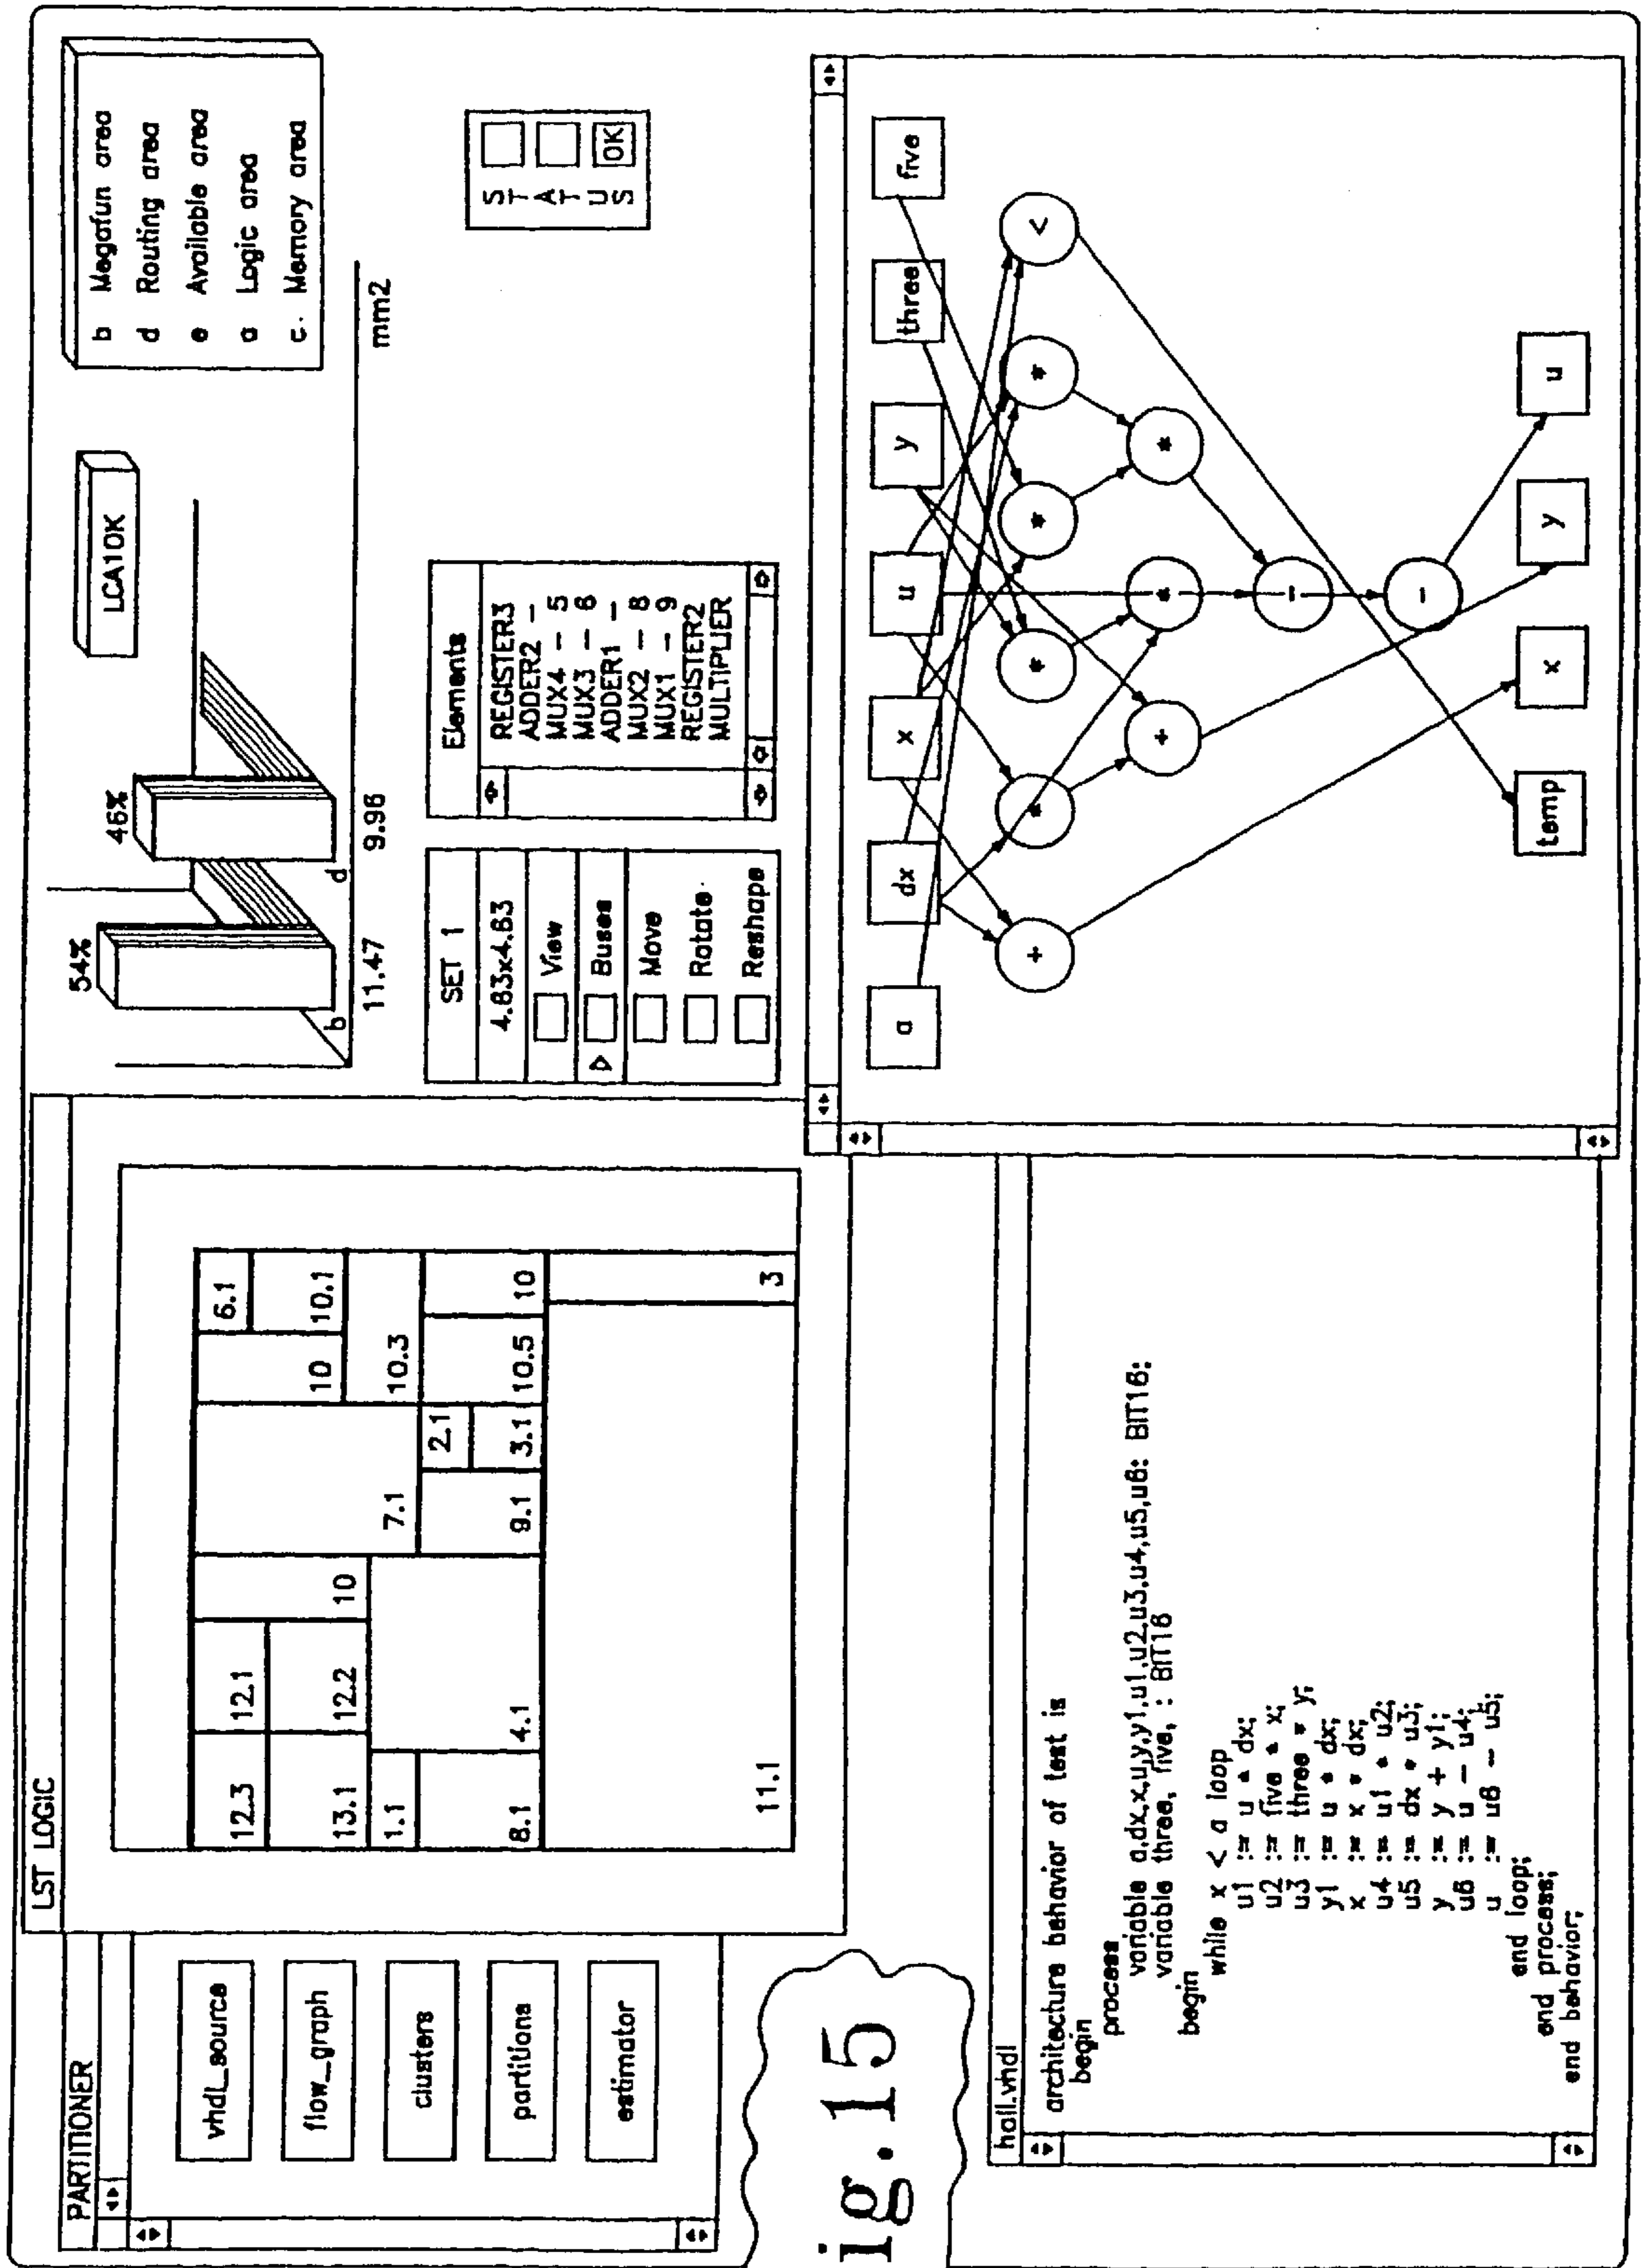 PARTITIONER
vhdl_source
flow_graph
clusters
partitions
estimator
LST LOGIC
12.3
12.1
10
7.1
10
6.1
13.1
12.2
10.1
10.3
1.1
4.1
9.1
2.1
10.5
10
8.1
3.1
11.1
3
54%
46%
b
d
11.47
9.96
mm2
LCA10K
b Megafun area
d Routing area
e Available area
a Logic area
c. Memory area
SET 1
4.83x4.83
View
Buses
Move
Rotate
Reshape
Elements
REGISTER3
ADDER2 -
MUX4 - 5
MUX3 - 6
ADDER1 -
MUX2 - 8
MUX1 - 9
REGISTER2
MULTIPLIER
STATUS
OK
ig.15
hall.vhdl
architecture behavior of test is
begin
process
variable a,dx,x,u,y,y1,u1,u2,u3,u4,u5,u6: BIT16:
variable three, five, : BIT16
begin
while x < a loop
u1 := u * dx;
u2 := five * x;
u3 := three * y;
y1 := u * dx;
x := x * dx;
u4 := u1 * u2;
u5 := dx * u3;
y := y + y1;
u6 := u - u4;
u := u6 - u5;
end loop;
end process;
end behavior;
a
dx
x
u
y
three
five
+
*
*
*
*
<
+
*
*
-
-
temp
x
y
u